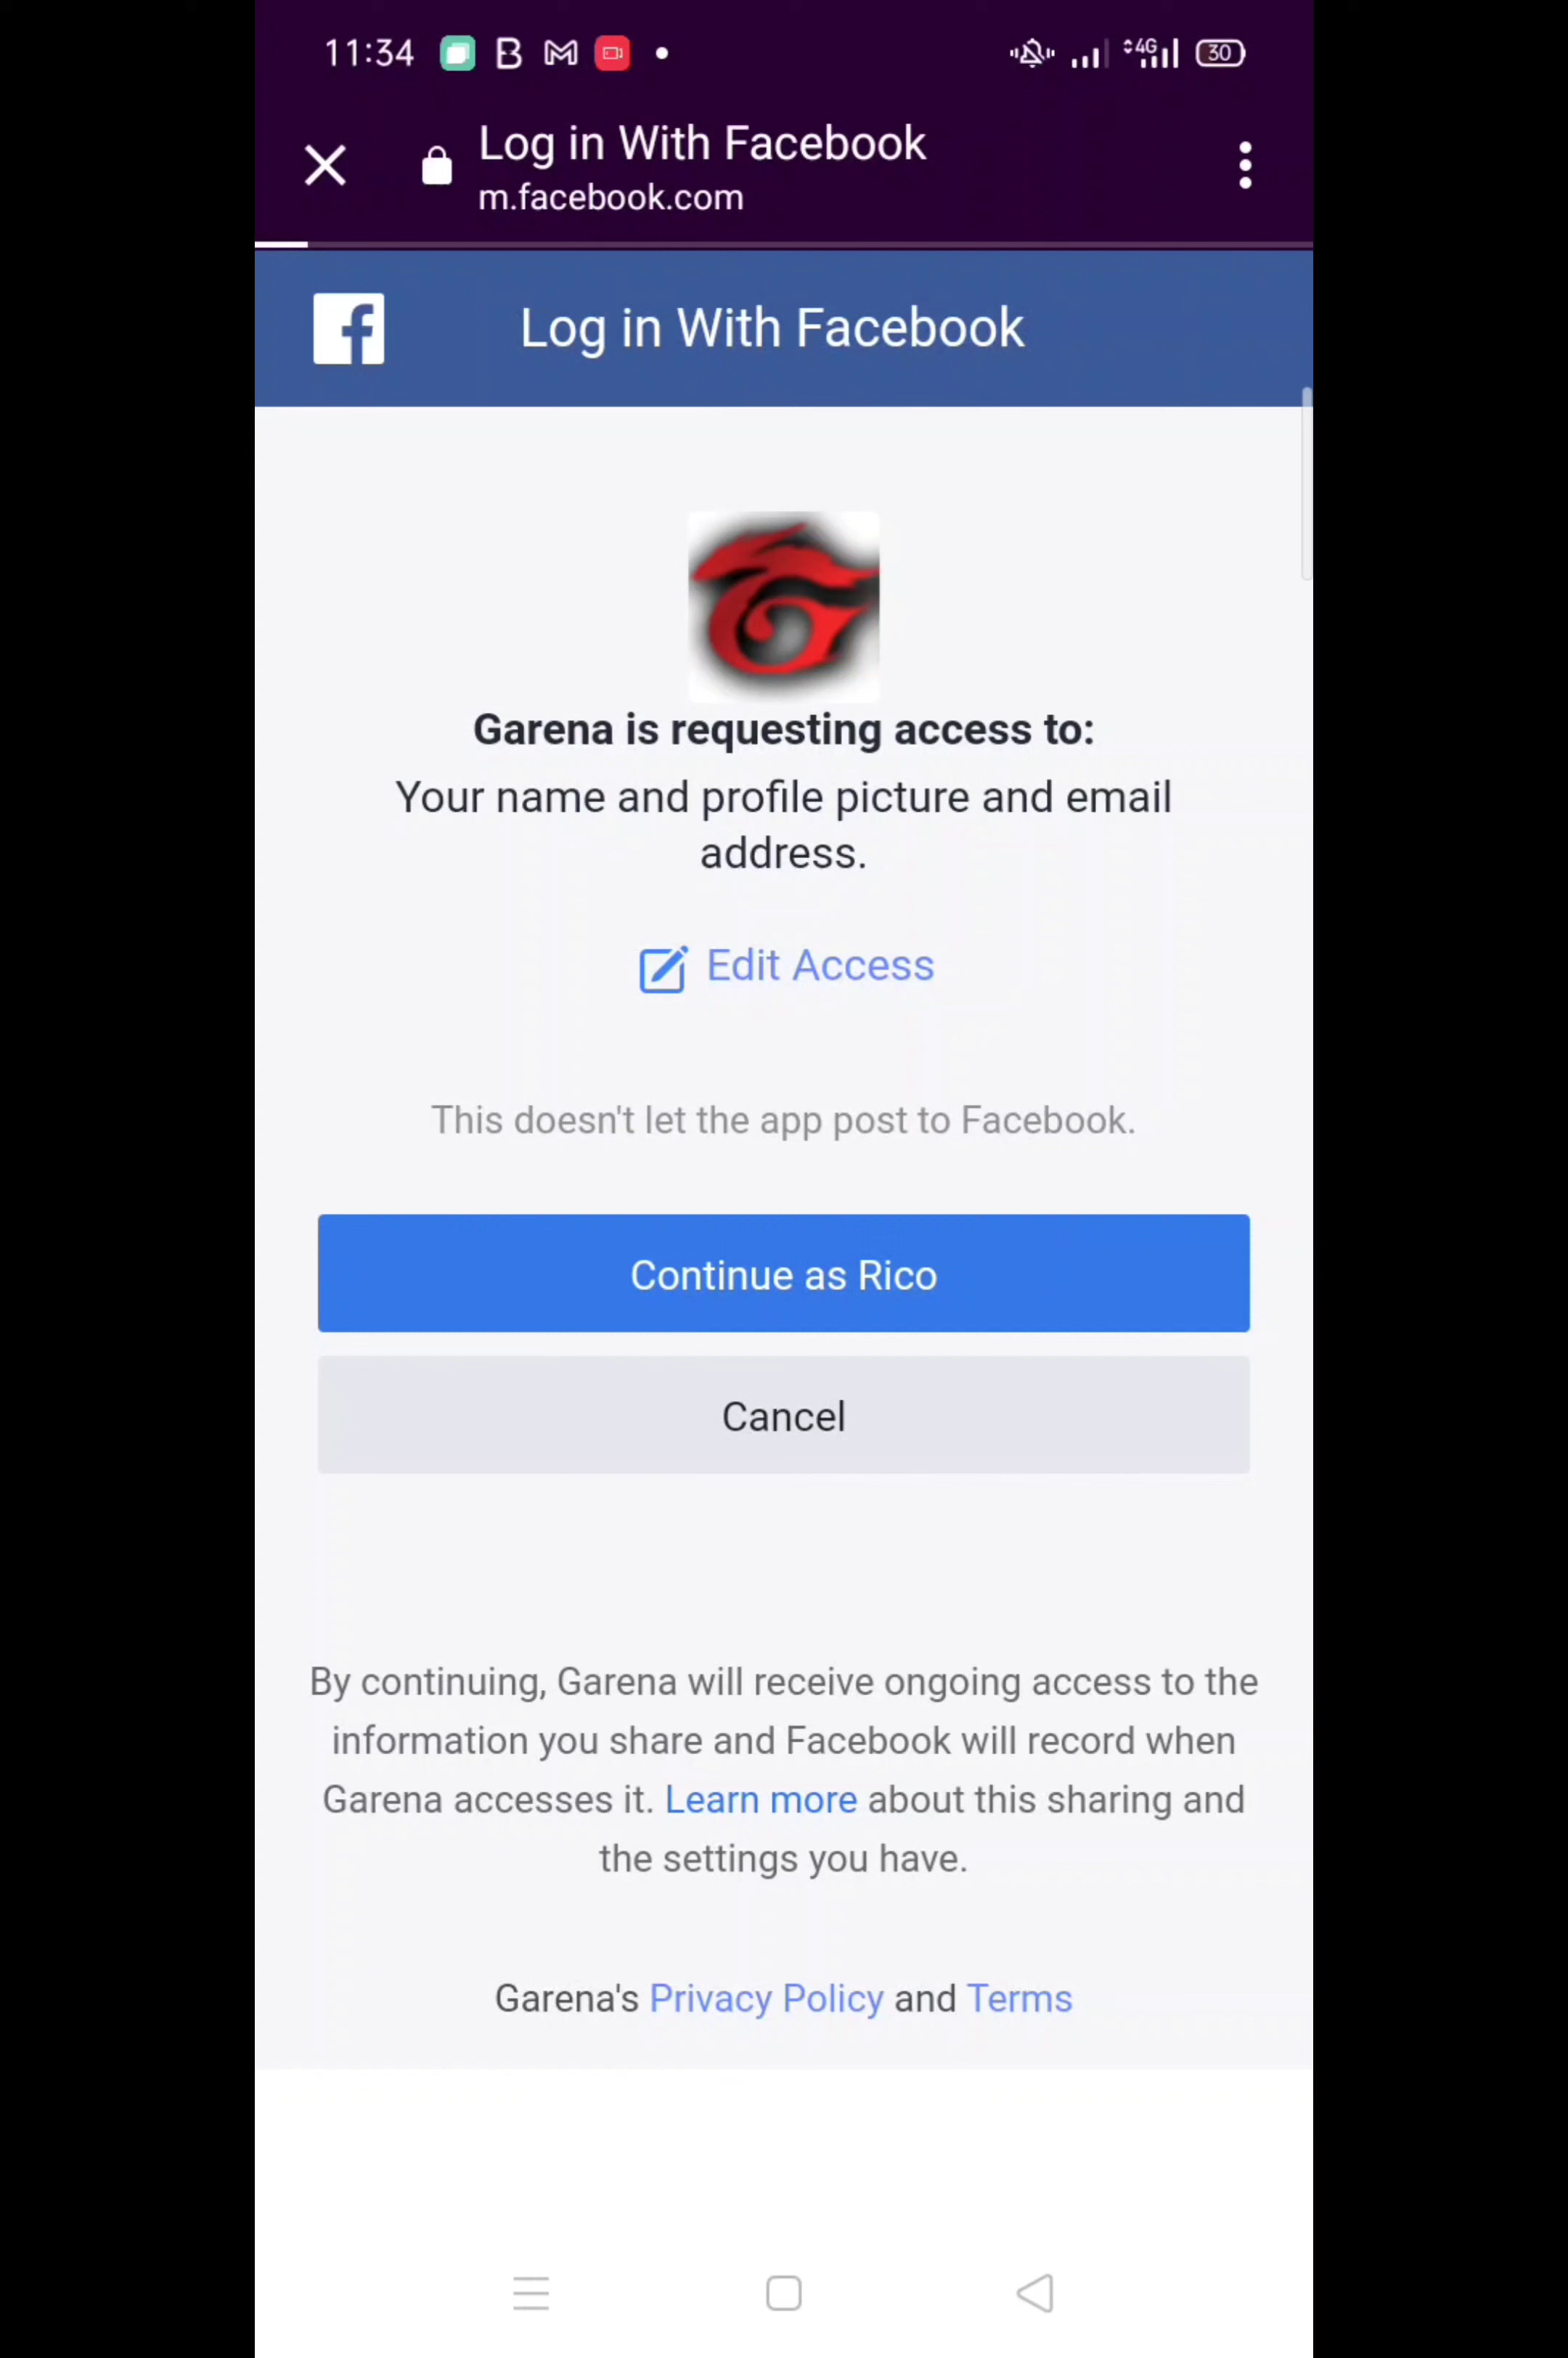 11:34
4G
30
Log in With Facebook
m.facebook.com
Log in With Facebook
Garena is requesting access to:
Your name and profile picture and email
address.
Edit Access
This doesn't let the app post to Facebook.
Continue as Rico
Cancel
By continuing, Garena will receive ongoing access to the
information you share and Facebook will record when
Garena accesses it. Learn more about this sharing and
the settings you have.
Garena's Privacy Policy and Terms